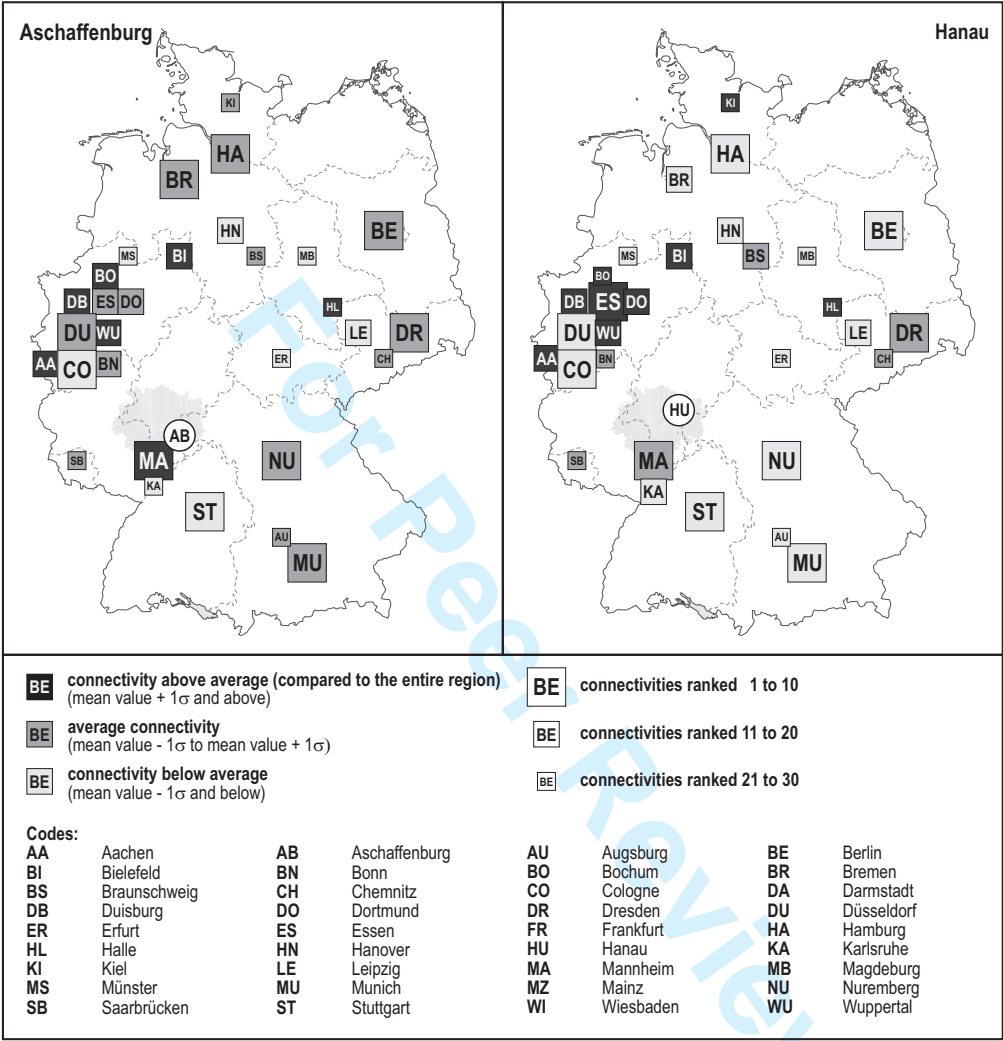 Aschaffenburg
KI
HA
BR
HN
BE
MS
BI
BS
MB
BO
DB
ES
DO
HL
DU
WU
LE
DR
AA
CO
BN
ER
CH
AB
SB
MA
NU
KA
ST
AU
MU
Hanau
KI
HA
BR
HN
BE
MS
BI
BS
MB
BO
DB
ES
DO
HL
DU
WU
LE
DR
AA
CO
BN
ER
CH
HU
SB
MA
NU
KA
ST
AU
MU
BE connectivity above average (compared to the entire region)
(mean value + 1σ and above)
BE average connectivity
(mean value - 1σ to mean value + 1σ)
BE connectivity below average
(mean value - 1σ and below)
BE connectivities ranked 1 to 10
BE connectivities ranked 11 to 20
BE connectivities ranked 21 to 30
Codes:
AA Aachen AB Aschaffenburg AU Augsburg BE Berlin
BI Bielefeld BN Bonn BO Bochum BR Bremen
BS Braunschweig CH Chemnitz CO Cologne DA Darmstadt
DB Duisburg DO Dortmund DR Dresden DU Düsseldorf
ER Erfurt ES Essen FR Frankfurt HA Hamburg
HL Halle HN Hanover HU Hanau KA Karlsruhe
KI Kiel LE Leipzig MA Mannheim MB Magdeburg
MS Münster MU Munich MZ Mainz NU Nuremberg
SB Saarbrücken ST Stuttgart WI Wiesbaden WU Wuppertal
For Peer Review